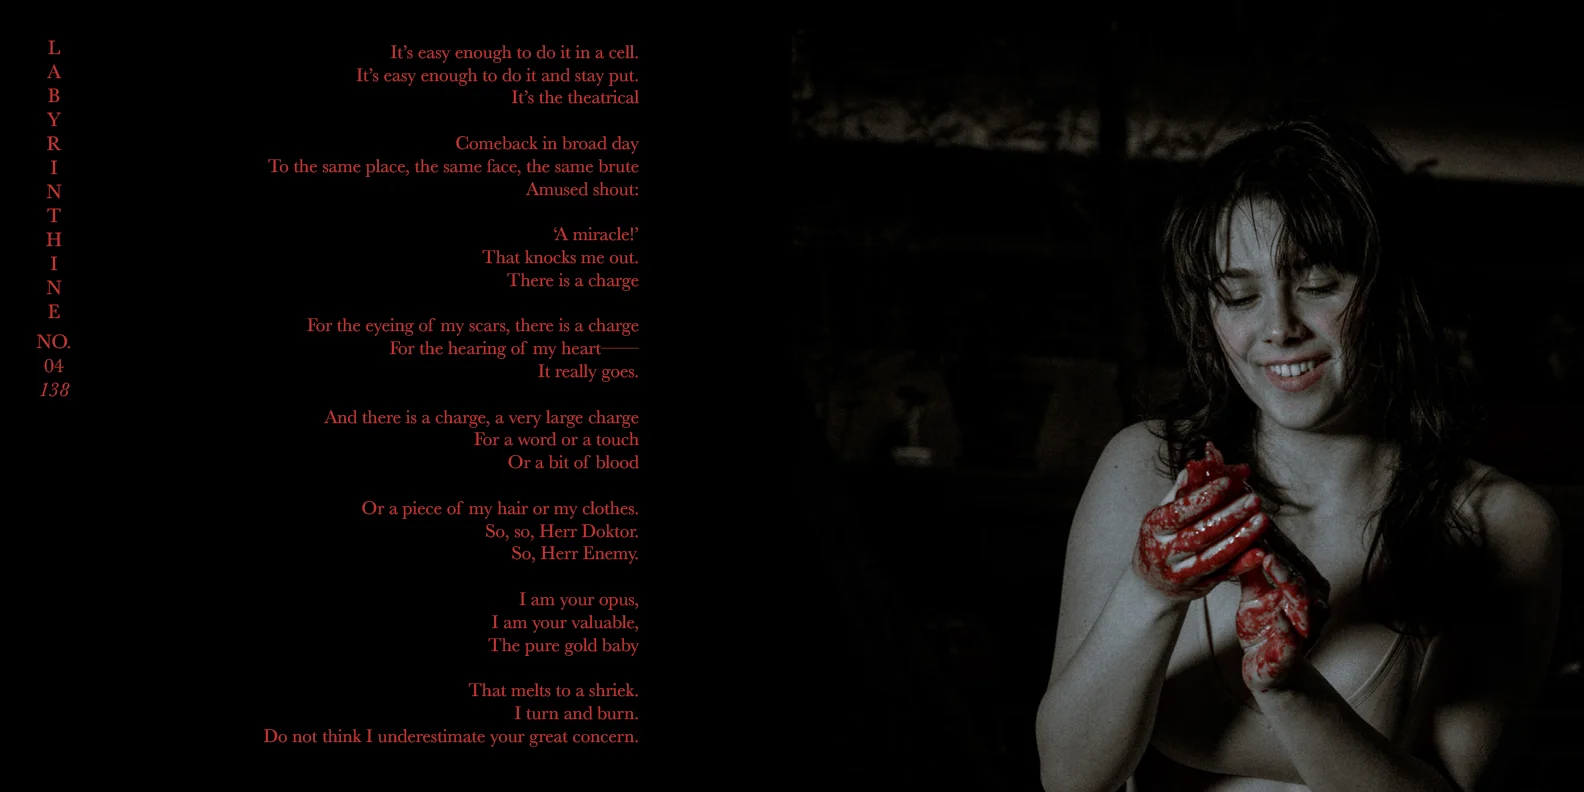 LABYRINTHINE
NO.
04
138
It’s easy enough to do it in a cell.
It’s easy enough to do it and stay put.
It’s the theatrical
Comeback in broad day
To the same place, the same face, the same brute
Amused shout:
‘A miracle!’
That knocks me out.
There is a charge
For the eyeing of my scars, there is a charge
For the hearing of my heart——
It really goes.
And there is a charge, a very large charge
For a word or a touch
Or a bit of blood
Or a piece of my hair or my clothes.
So, so, Herr Doktor.
So, Herr Enemy.
I am your opus,
I am your valuable,
The pure gold baby
That melts to a shriek.
I turn and burn.
Do not think I underestimate your great concern.